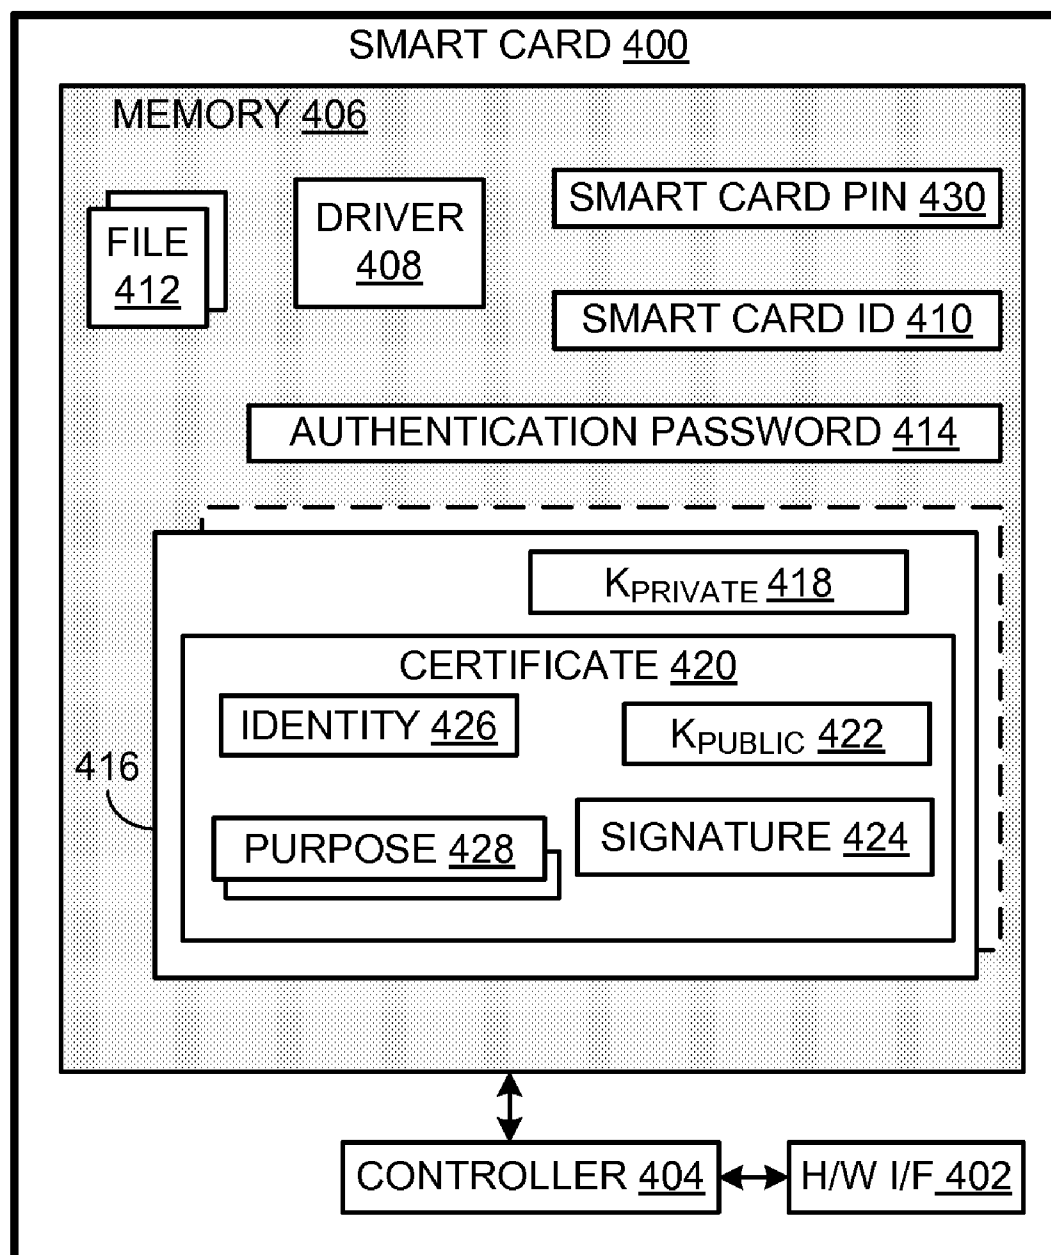 SMART CARD 400
MEMORY 406
FILE
412
DRIVER
408
SMART CARD PIN 430
SMART CARD ID 410
AUTHENTICATION PASSWORD 414
KPRIVATE 418
CERTIFICATE 420
IDENTITY 426
KPUBLIC 422
416
PURPOSE 428
SIGNATURE 424
CONTROLLER 404
H/W I/F 402